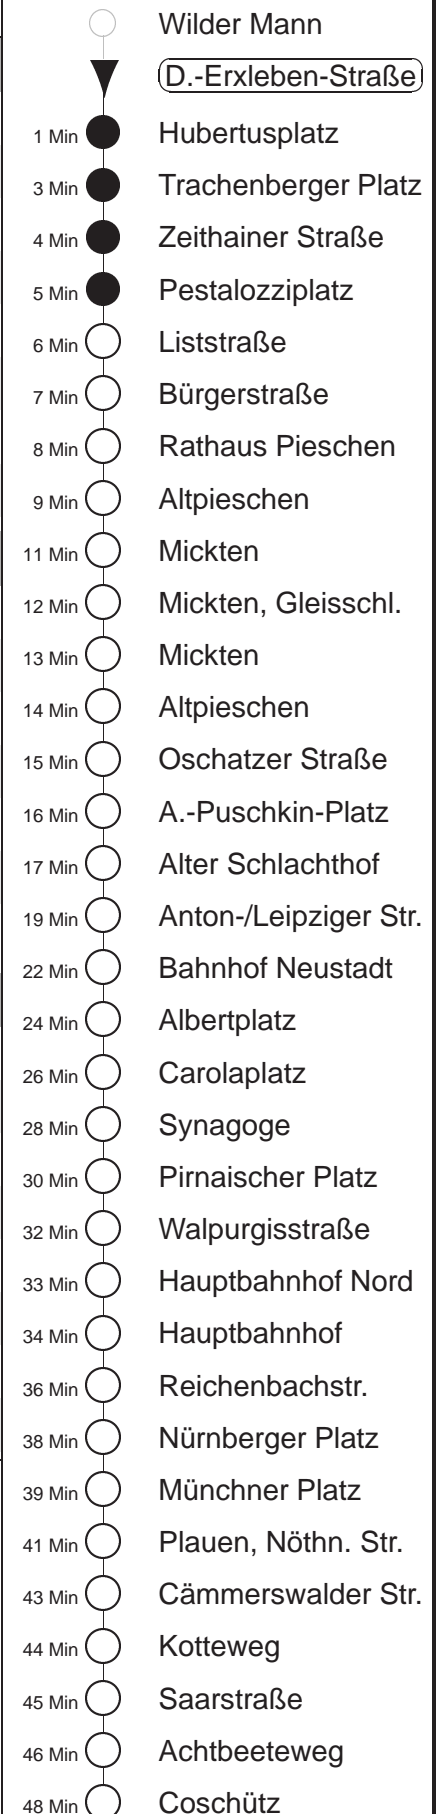 Wilder Mann
D.-Erxleben-Straße
1 Min Hubertusplatz
3 Min Trachenberger Platz
4 Min Zeithainer Straße
5 Min Pestalozziplatz
6 Min Liststraße
7 Min Bürgerstraße
8 Min Rathaus Pieschen
9 Min Altpieschen
11 Min Mickten
12 Min Mickten, Gleisschl.
13 Min Mickten
14 Min Altpieschen
15 Min Oschatzer Straße
16 Min A.-Puschkin-Platz
17 Min Alter Schlachthof
19 Min Anton-/Leipziger Str.
22 Min Bahnhof Neustadt
24 Min Albertplatz
26 Min Carolaplatz
28 Min Synagoge
30 Min Pirnaischer Platz
32 Min Walpurgisstraße
33 Min Hauptbahnhof Nord
34 Min Hauptbahnhof
36 Min Reichenbachstr.
38 Min Nürnberger Platz
39 Min Münchner Platz
41 Min Plauen, Nöthn. Str.
43 Min Cämmerswalder Str.
44 Min Kotteweg
45 Min Saarstraße
46 Min Achtbeeteweg
48 Min Coschütz